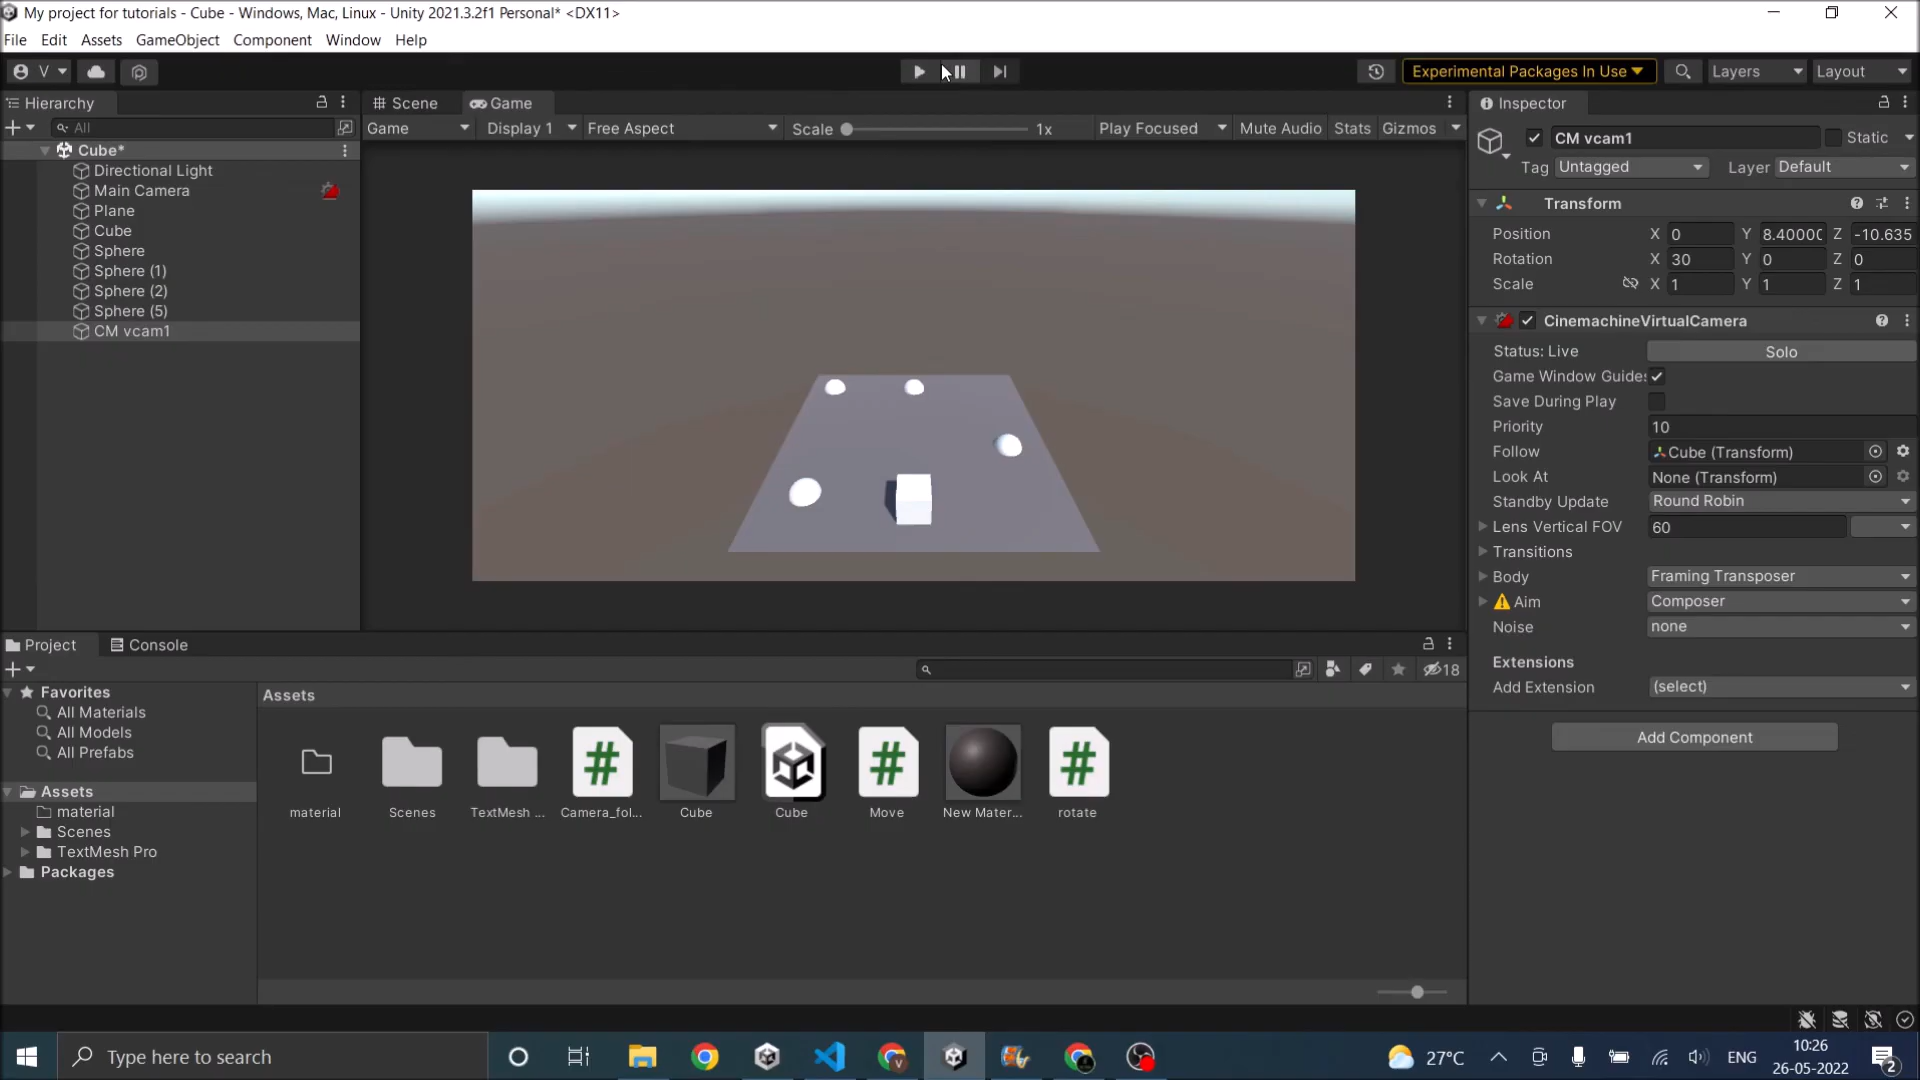 My project for tutorials - Cube - Windows, Mac, Linux - Unity 2021.3.2f1 Personal* <DX11>
File Edit Assets GameObject Component Window Help
V Experimental Packages In Use Layers Layout
Hierarchy
All
Cube*
Directional Light
Main Camera
Plane
Cube
Sphere
Sphere (1)
Sphere (2)
Sphere (5)
CM vcam1
Scene Game
Game Display 1 Free Aspect Scale 1x Play Focused Mute Audio Stats Gizmos
Inspector
CM vcam1 Static
Tag Untagged Layer Default
Transform
Position X 0 Y 8.4000 Z -10.635
Rotation X 30 Y 0 Z 0
Scale X 1 Y 1 Z 1
CinemachineVirtualCamera
Status: Live Solo
Game Window Guides
Save During Play
Priority 10
Follow Cube (Transform)
Look At None (Transform)
Standby Update Round Robin
Lens Vertical FOV 60
Transitions
Body Framing Transposer
Aim Composer
Noise none
Extensions
Add Extension (select)
Add Component
Project Console
18
Favorites
All Materials
All Models
All Prefabs
Assets
material
Scenes
TextMesh Pro
Packages
Assets
material Scenes TextMesh ... Camera_fol... Cube Cube Move New Mater... rotate
Type here to search
27°C ENG
10:26
26-05-2022
2